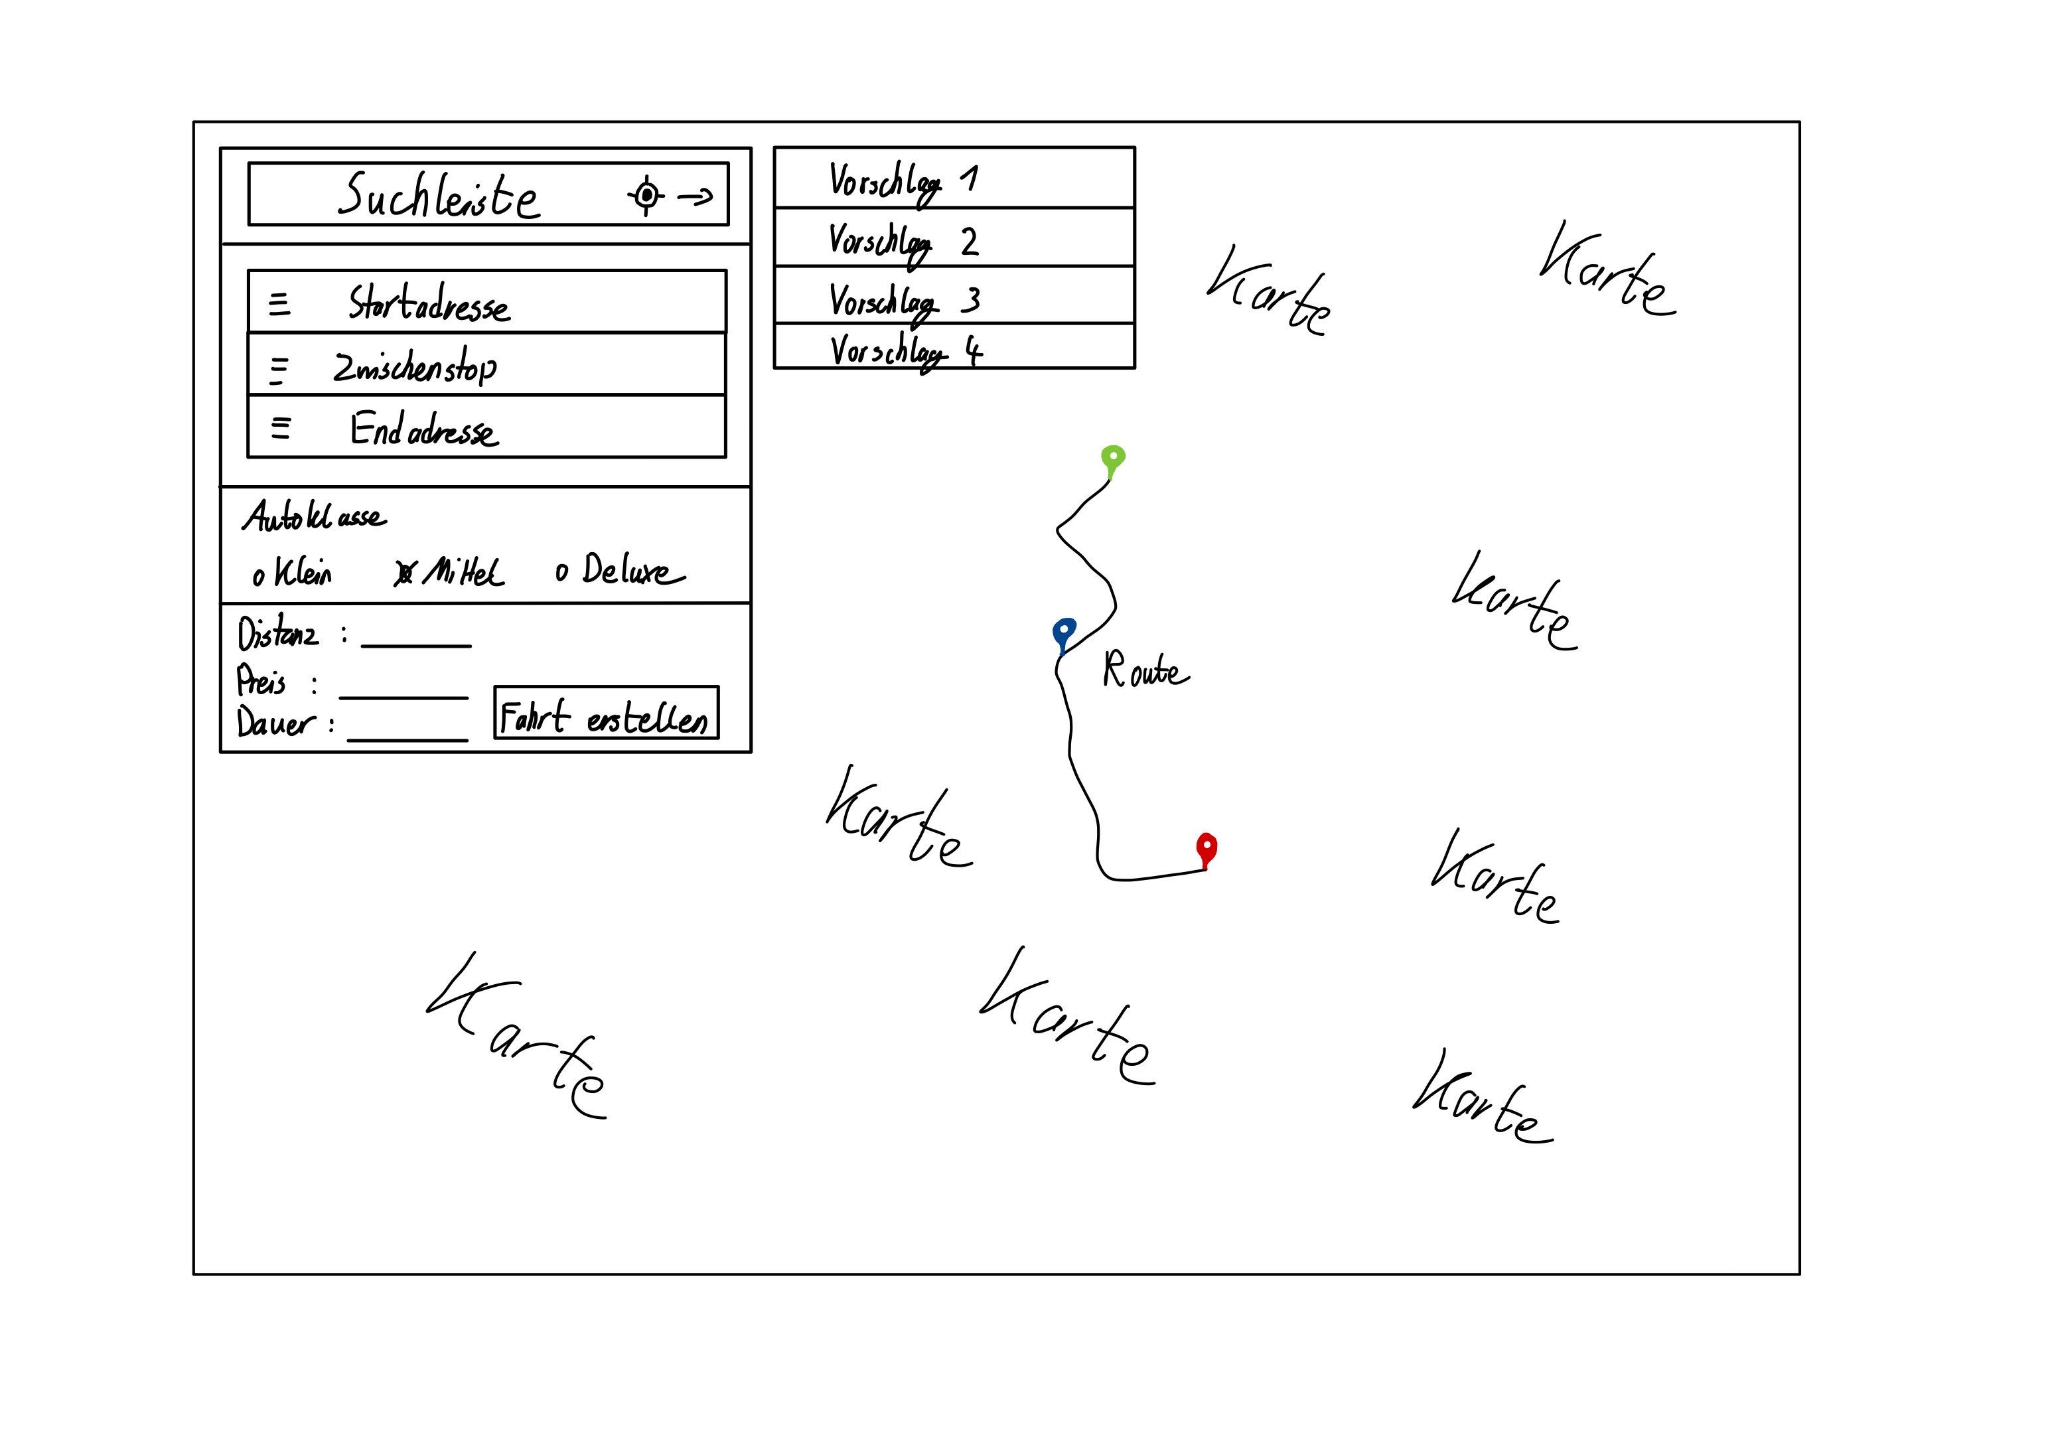 Suchleiste
Startadresse
Zwischenstop
Endadresse
Autoklasse
Klein Mittel Deluxe
Distanz :
Preis :
Dauer :
Fahrt erstellen
Vorschlag 1
Vorschlag 2
Vorschlag 3
Vorschlag 4
Karte
Karte
Karte
Route
Karte
Karte
Karte
Karte
Karte